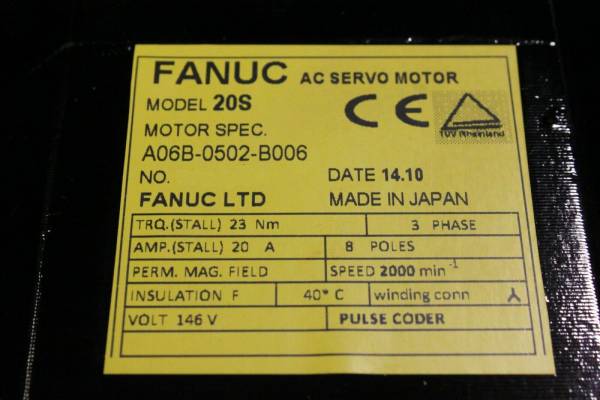 FANUC AC SERVO MOTOR
MODEL 20S
CE
TUV Rheinland
MOTOR SPEC.
A06B-0502-B006
NO. DATE 14.10
FANUC LTD MADE IN JAPAN
TRQ.(STALL) 23 Nm 3 PHASE
AMP.(STALL) 20 A 8 POLES
PERM. MAG. FIELD SPEED 2000 min⁻¹
INSULATION F 40° C winding conn
VOLT 146 V PULSE CODER